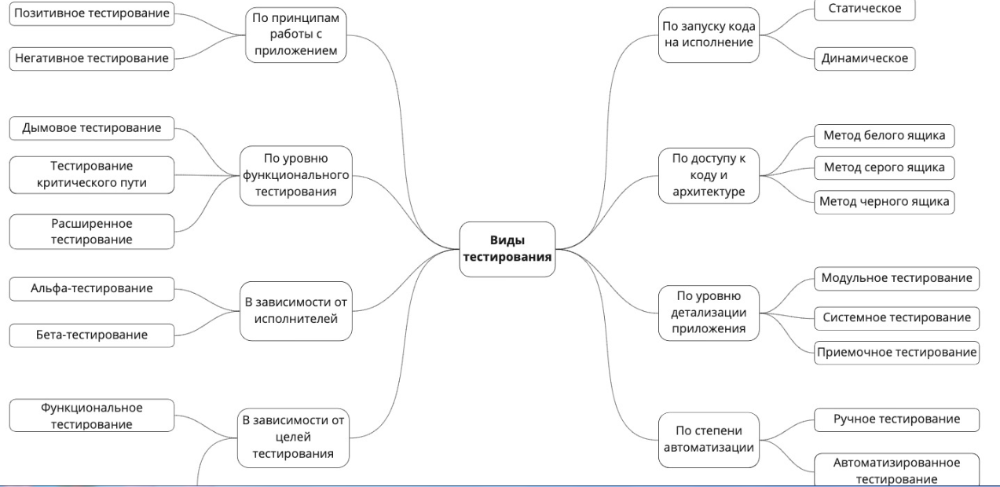 Виды
тестирования
По принципам
работы с
приложением
Позитивное тестирование
Негативное тестирование
По уровню
функционального
тестирования
Дымовое тестирование
Тестирование
критического пути
Расширенное
тестирование
В зависимости от
исполнителей
Альфа-тестирование
Бета-тестирование
В зависимости от
целей
тестирования
Функциональное
тестирование
По запуску кода
на исполнение
Статическое
Динамическое
По доступу к
коду и
архитектуре
Метод белого ящика
Метод серого ящика
Метод черного ящика
По уровню
детализации
приложения
Модульное тестирование
Системное тестирование
Приемочное тестирование
По степени
автоматизации
Ручное тестирование
Автоматизированное
тестирование